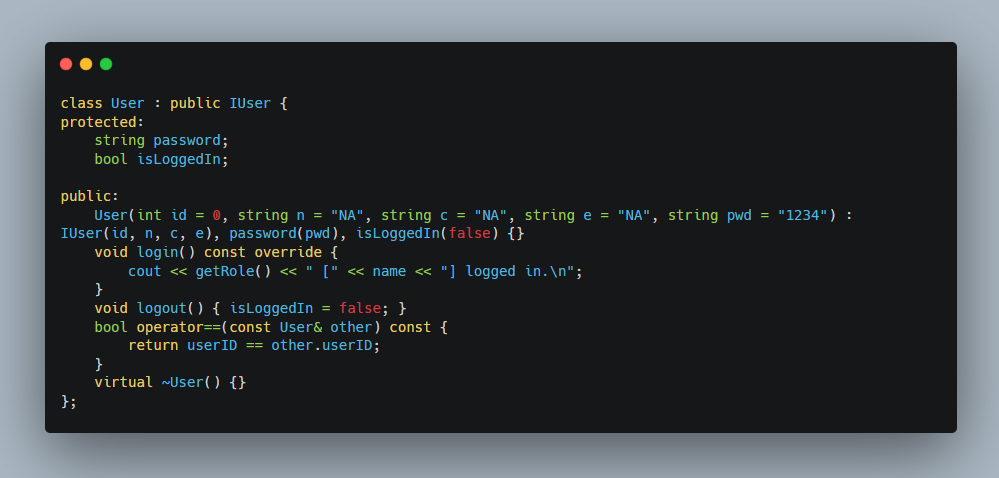 class User : public IUser {
protected:
    string password;
    bool isLoggedIn;

public:
    User(int id = 0, string n = "NA", string c = "NA", string e = "NA", string pwd = "1234") :
IUser(id, n, c, e), password(pwd), isLoggedIn(false) {}
    void login() const override {
        cout << getRole() << " [" << name << "] logged in.\n";
    }
    void logout() { isLoggedIn = false; }
    bool operator==(const User& other) const {
        return userID == other.userID;
    }
    virtual ~User() {}
};